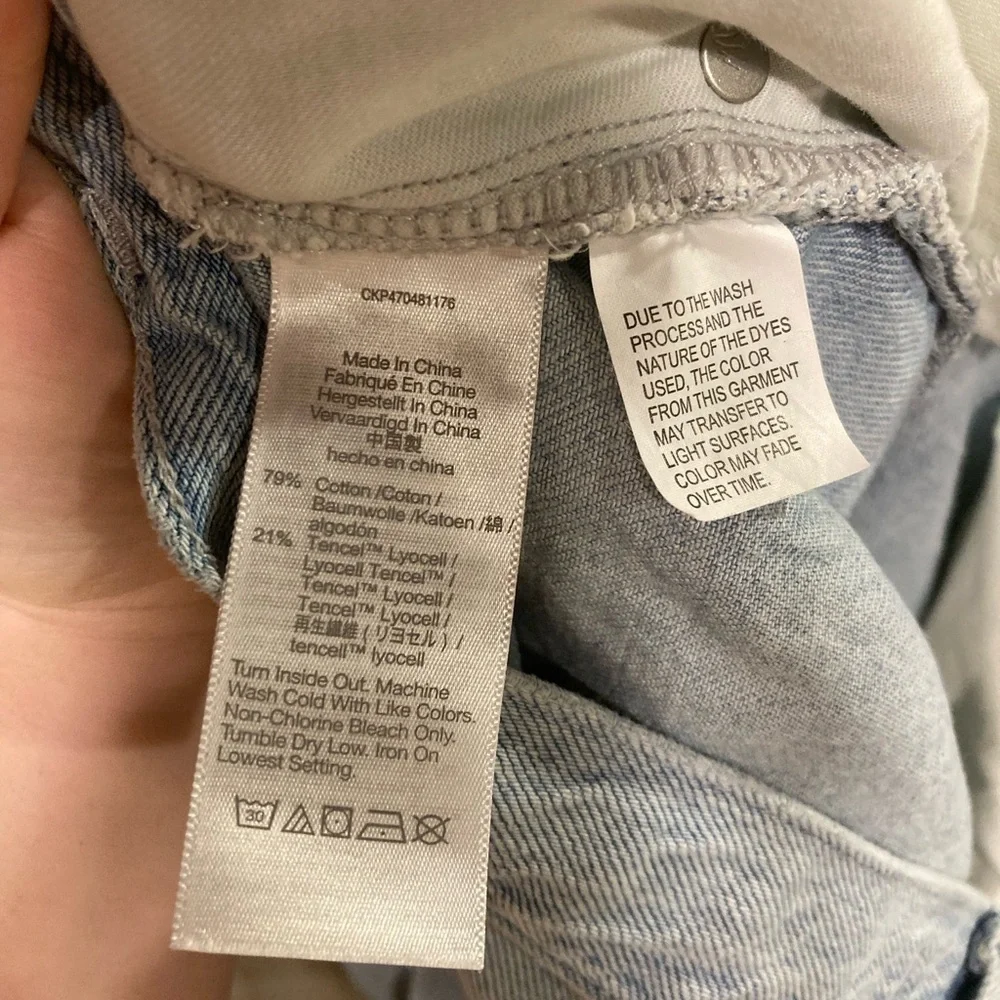 CKP470481176
Made In China
Fabriqué En Chine
Hergestellt In China
Vervaardigd In China
中国製
hecho en china
79% Cotton /Coton /
Baumwolle /Katoen /綿 /
algodón
21% Tencel™ Lyocell /
Lyocell Tencel™ /
Tencel™ Lyocell /
Tencel™ Lyocell /
再生繊維 ( リヨセル ) /
tencell™ lyocell
Turn Inside Out. Machine
Wash Cold With Like Colors.
Non-Chlorine Bleach Only.
Tumble Dry Low. Iron On
Lowest Setting.
30
DUE TO THE WASH
PROCESS AND THE
NATURE OF THE DYES
USED, THE COLOR
FROM THIS GARMENT
MAY TRANSFER TO
LIGHT SURFACES.
COLOR MAY FADE
OVER TIME.